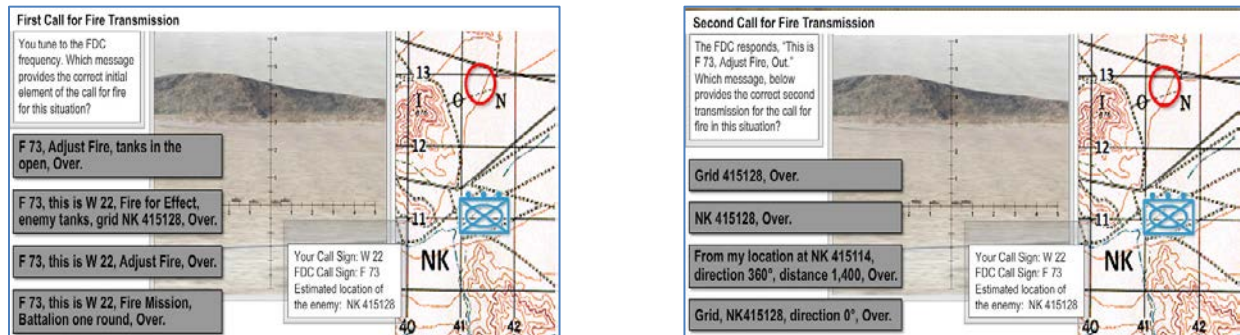 First Call for Fire Transmission
You tune to the FDC
frequency. Which message
provides the correct initial
element of the call for fire
for this situation?
F 73, Adjust Fire, tanks in the
open, Over.
F 73, this is W 22, Fire for Effect,
enemy tanks, grid NK 415128, Over.
F 73, this is W 22, Adjust Fire, Over.
F 73, this is W 22, Fire Mission,
Battalion one round, Over.
Your Call Sign: W 22
FDC Call Sign: F 73
Estimated location of
the enemy: NK 415128
13
I O N
12
11
NK
40 41 42
Second Call for Fire Transmission
The FDC responds, "This is
F 73, Adjust Fire, Out."
Which message, below
provides the correct second
transmission for the call for
fire in this situation?
Grid 415128, Over.
NK 415128, Over.
From my location at NK 415114,
direction 360°, distance 1,400, Over.
Grid, NK415128, direction 0°, Over.
Your Call Sign: W 22
FDC Call Sign: F 73
Estimated location of
the enemy: NK 415128
13
I O N
12
11
NK
40 41 42